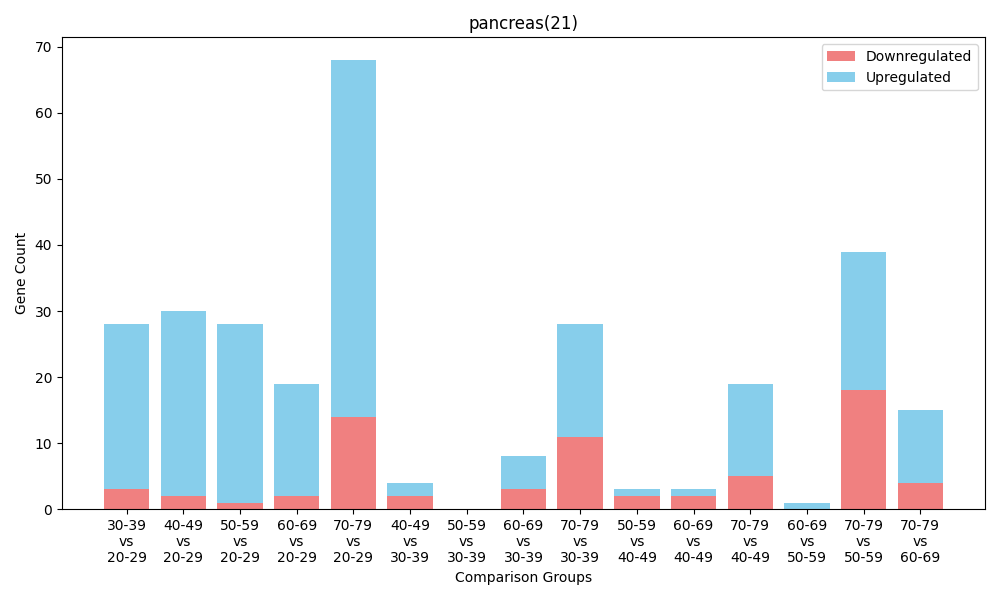 pancreas(21)
Downregulated
Upregulated
Gene Count
70
60
50
40
30
20
10
0
30-39
vs
20-29
40-49
vs
20-29
50-59
vs
20-29
60-69
vs
20-29
70-79
vs
20-29
40-49
vs
30-39
50-59
vs
30-39
60-69
vs
30-39
70-79
vs
30-39
50-59
vs
40-49
60-69
vs
40-49
70-79
vs
40-49
60-69
vs
50-59
70-79
vs
50-59
70-79
vs
60-69
Comparison Groups